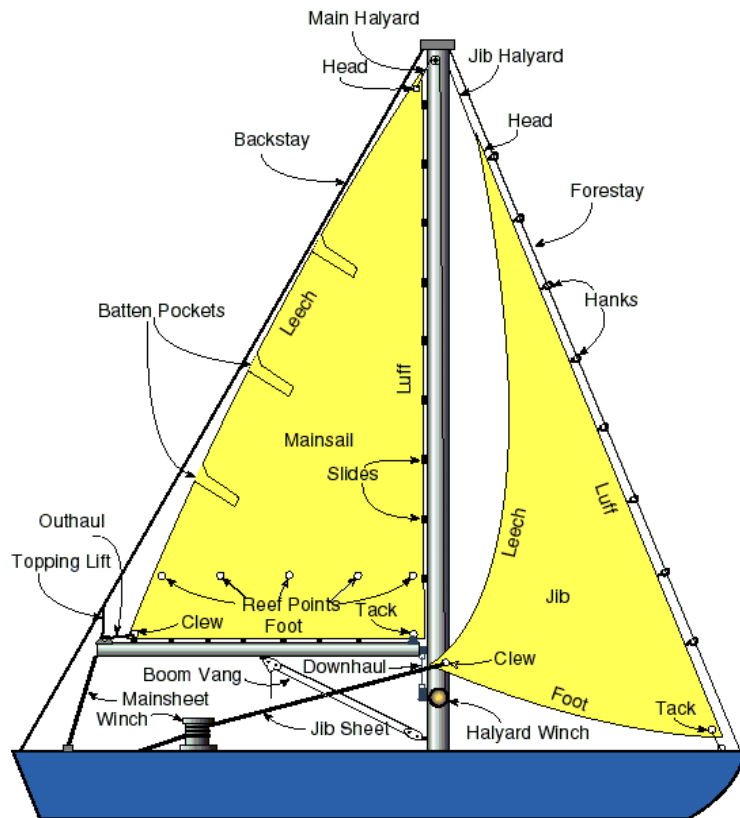 Main Halyard
Jib Halyard
Head
Head
Backstay
Forestay
Leech
Hanks
Batten Pockets
Luff
Mainsail
Slides
Luff
Leech
Outhaul
Topping Lift
Reef Points
Jib
Tack
Clew
Foot
Clew
Downhaul
Boom Vang
Mainsheet
Foot
Winch
Tack
Jib Sheet
Halyard Winch